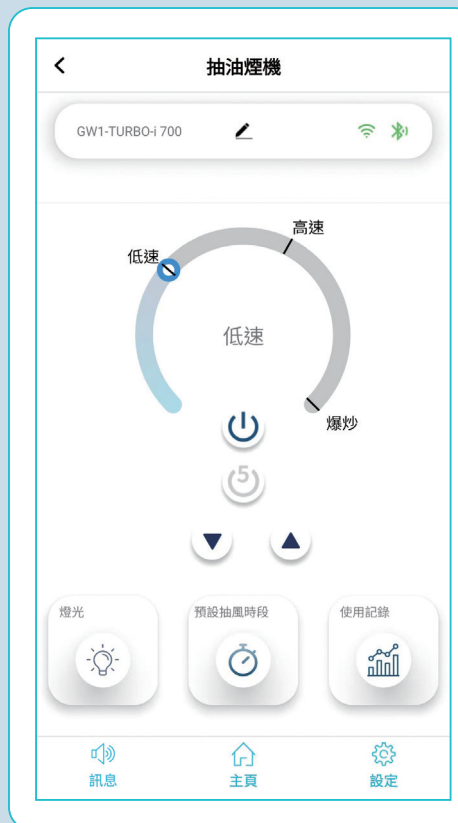 抽油煙機
GW1-TURBO-i 700
高速
低速
低速
爆炒
5
燈光
預設抽風時段
使用記錄
訊息
主頁
設定